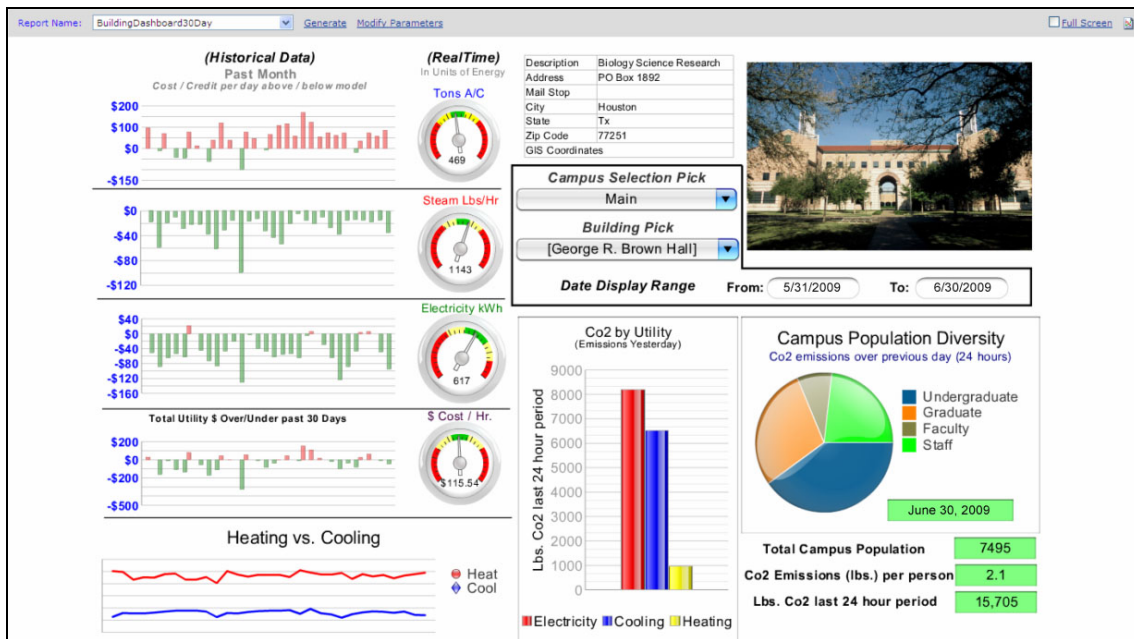 Report Name: BuildingDashboard30Day Generate Modify Parameters Full Screen
(Historical Data)
Past Month
Cost / Credit per day above / below model
$200
$100
$0
-$150
$0
-$40
-$80
-$120
$40
$0
-$40
-$80
-$120
-$160
Total Utility $ Over/Under past 30 Days
$200
$0
-$200
-$500
(RealTime)
In Units of Energy
Tons A/C
469
Steam Lbs/Hr
1143
Electricity kWh
617
$ Cost / Hr.
$115.54
Heating vs. Cooling
Heat
Cool
Description Biology Science Research
Address PO Box 1892
Mail Stop
City Houston
State Tx
Zip Code 77251
GIS Coordinates
Campus Selection Pick
Main
Building Pick
[George R. Brown Hall]
Date Display Range From: 5/31/2009 To: 6/30/2009
Co2 by Utility
(Emissions Yesterday)
Lbs. Co2 last 24 hour period
9000
8000
7000
6000
5000
4000
3000
2000
1000
0
Electricity Cooling Heating
Campus Population Diversity
Co2 emissions over previous day (24 hours)
Undergraduate
Graduate
Faculty
Staff
June 30, 2009
Total Campus Population 7495
Co2 Emissions (lbs.) per person 2.1
Lbs. Co2 last 24 hour period 15,705